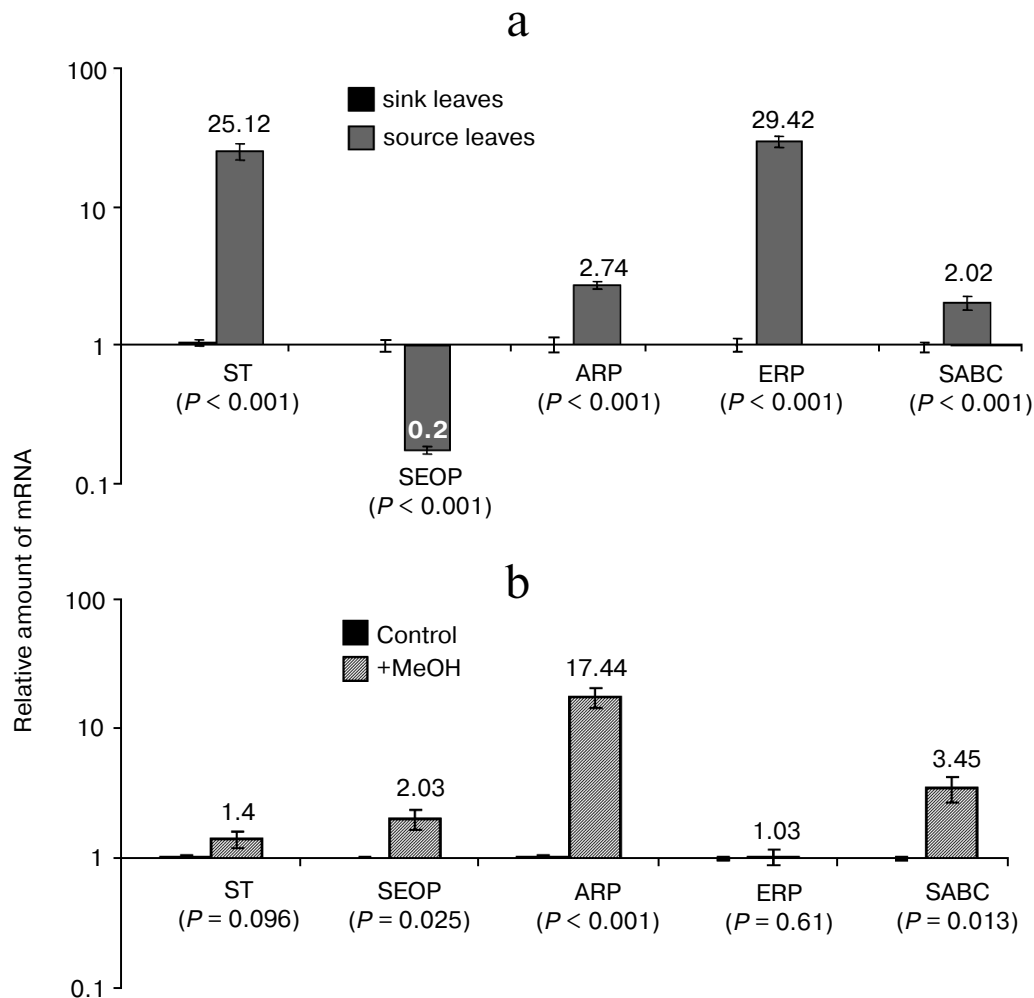 a
100
10
1
0.1
sink leaves
source leaves
25.12
0.2
2.74
29.42
2.02
ST
(P < 0.001)
SEOP
(P < 0.001)
ARP
(P < 0.001)
ERP
(P < 0.001)
SABC
(P < 0.001)
Relative amount of mRNA
b
100
10
1
0.1
Control
+MeOH
1.4
2.03
17.44
1.03
3.45
ST
(P = 0.096)
SEOP
(P = 0.025)
ARP
(P < 0.001)
ERP
(P = 0.61)
SABC
(P = 0.013)